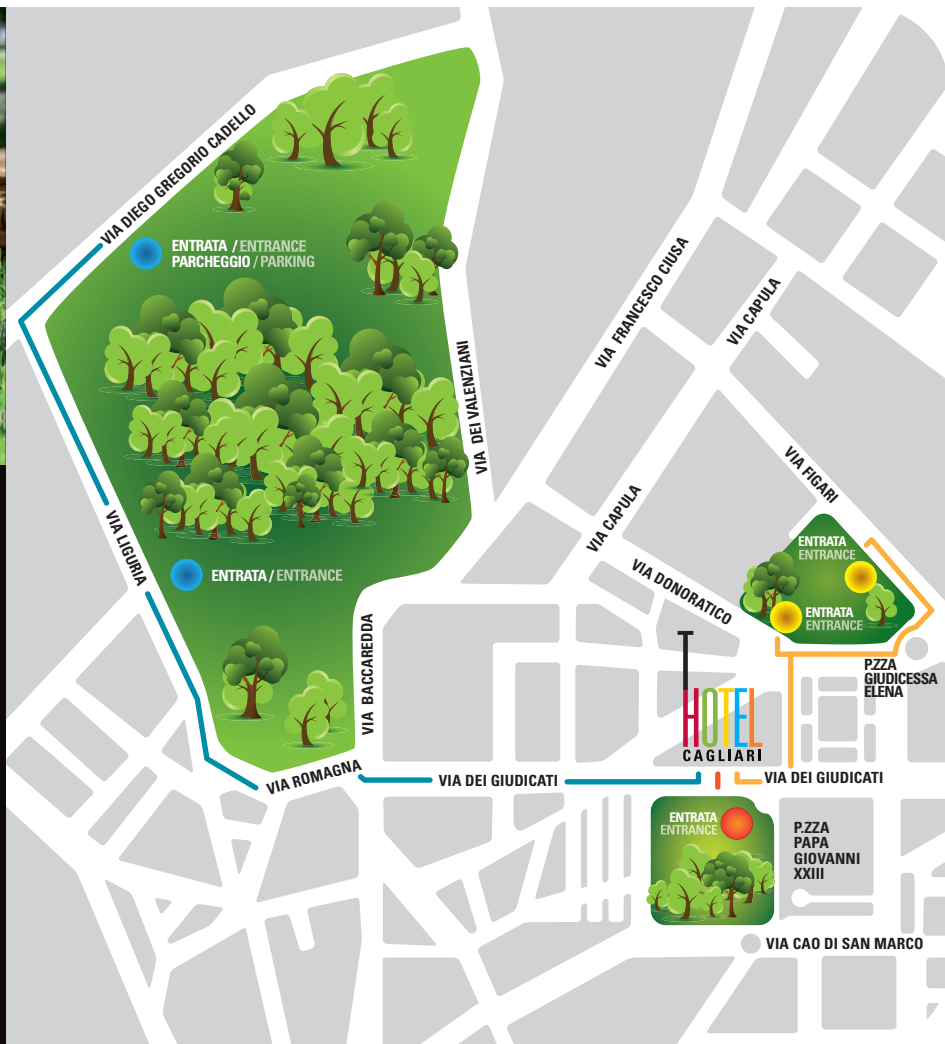 VIA DIEGO GREGORIO CADELLO
ENTRATA / ENTRANCE
PARCHEGGIO / PARKING
VIA FRANCESCO CIUSA
VIA CAPULA
VIA DEI VALENZIANI
VIA FIGARI
VIA CAPULA
VIA LIGURIA
ENTRATA
ENTRANCE
VIA DONORATICO
ENTRATA / ENTRANCE
ENTRATA
ENTRANCE
VIA BACCAREDDA
P.ZZA
GIUDICESSA
ELENA
HOTEL
CAGLIARI
VIA ROMAGNA
VIA DEI GIUDICATI
VIA DEI GIUDICATI
ENTRATA
ENTRANCE
P.ZZA
PAPA
GIOVANNI
XXIII
VIA CAO DI SAN MARCO